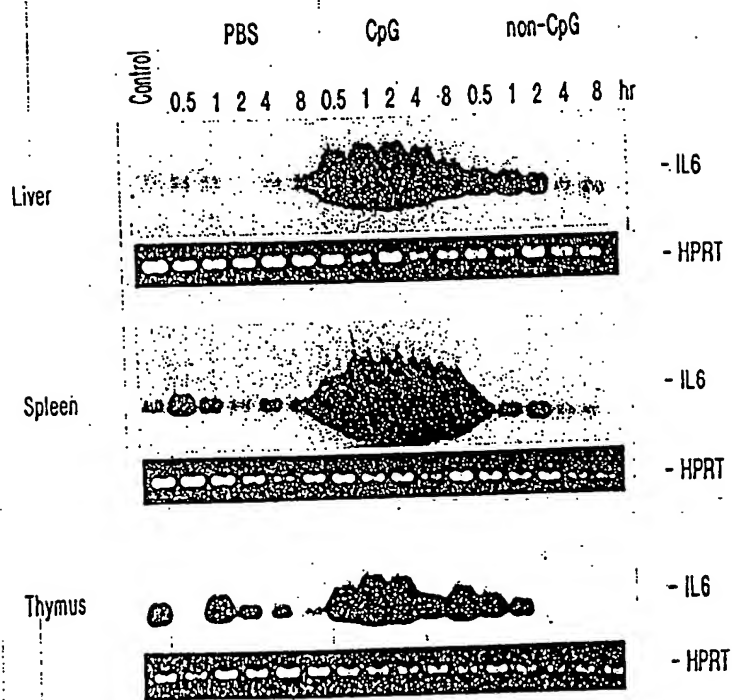 PBS CpG non-CpG
Control 0.5 1 2 4 8 0.5 1 2 4 8 0.5 1 2 4 8 hr
Liver - IL6
- HPRT
Spleen - IL6
- HPRT
Thymus - IL6
- HPRT